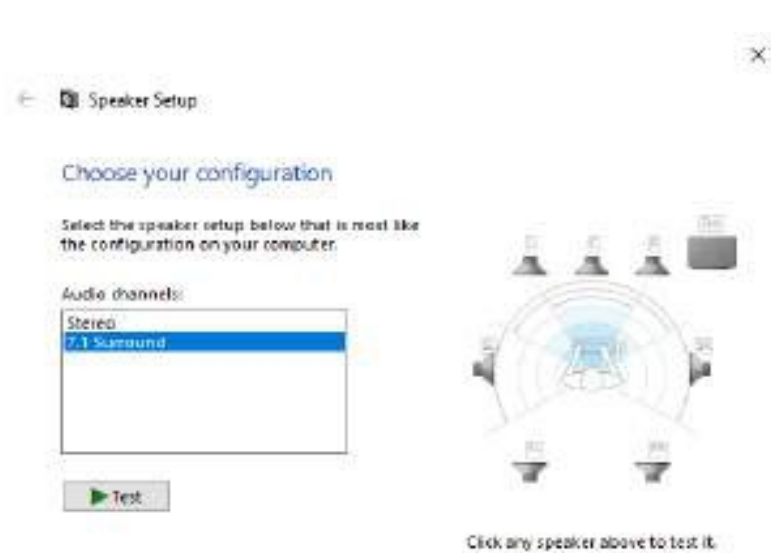 Speaker Setup
Choose your configuration
Select the speaker setup below that is most like
the configuration on your computer.
Audio channels:
Stereo
7.1 Surround
Test
Click any speaker above to test it.